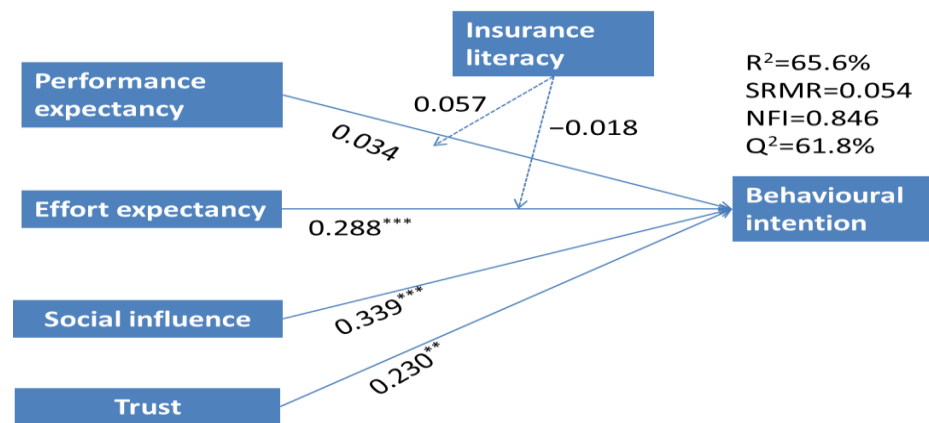 Insurance
literacy
R²=65.6%
SRMR=0.054
NFI=0.846
Q²=61.8%
Performance
expectancy
0.057
0.034
−0.018
Effort expectancy
0.288***
Behavioural
intention
Social influence
0.339***
0.230**
Trust